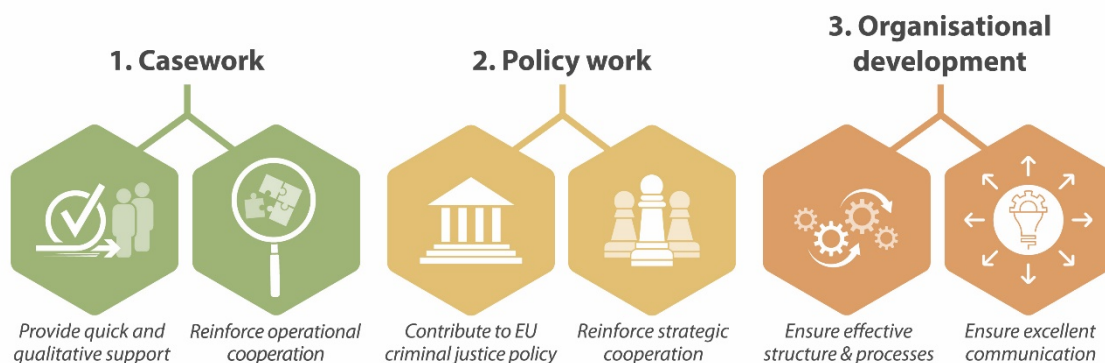 1. Casework
Provide quick and
qualitative support
Reinforce operational
cooperation
2. Policy work
Contribute to EU
criminal justice policy
Reinforce strategic
cooperation
3. Organisational
development
Ensure effective
structure & processes
Ensure excellent
communication